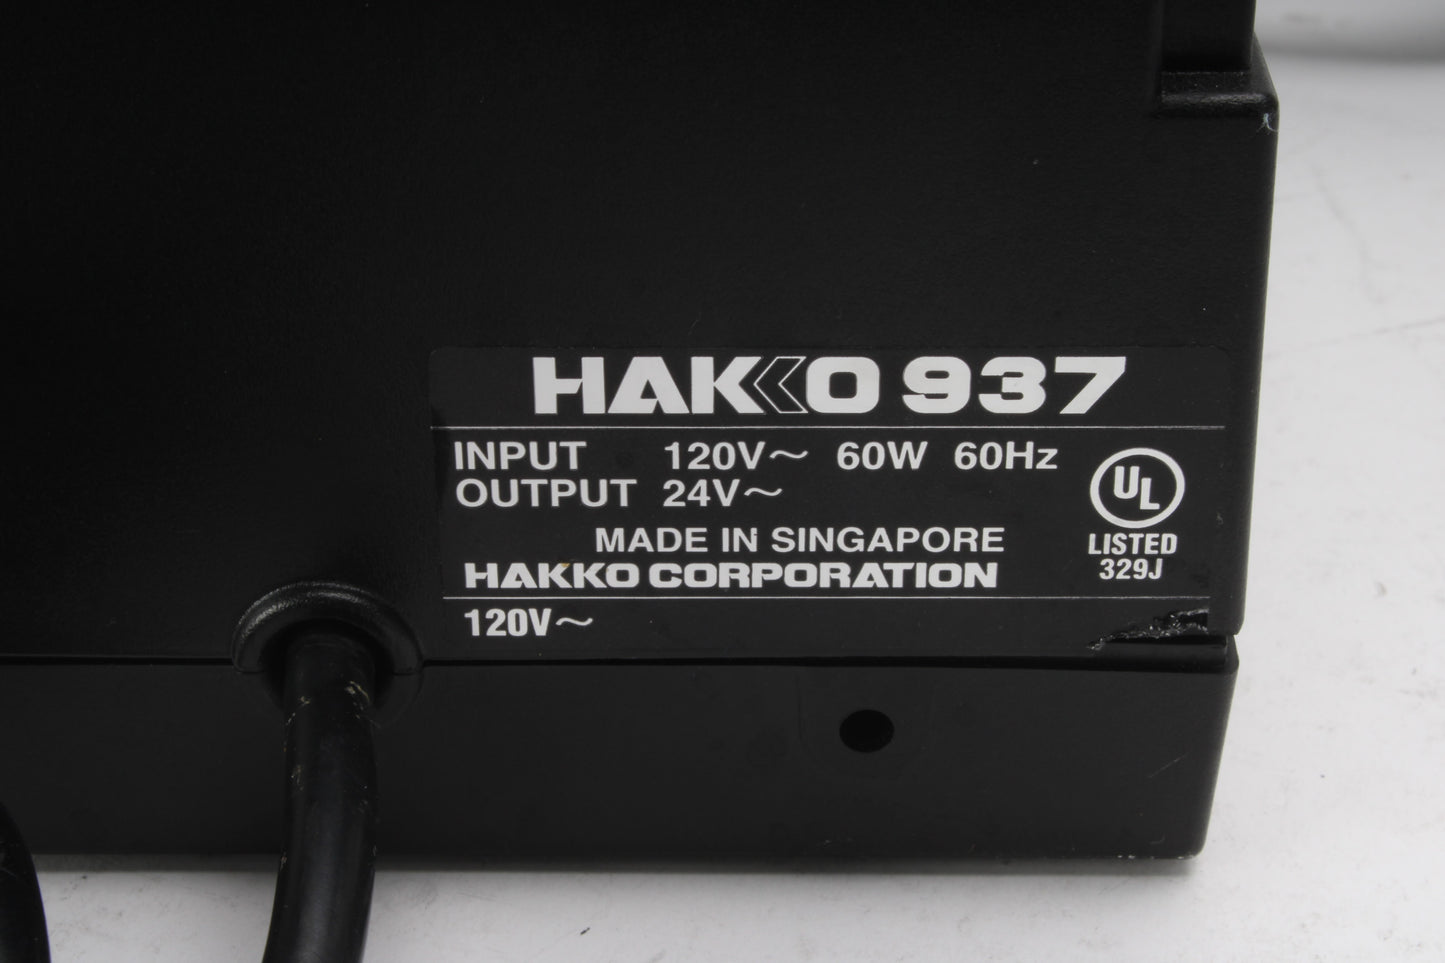 HAKKO 937
INPUT 120V～ 60W 60Hz
OUTPUT 24V～
MADE IN SINGAPORE
HAKKO CORPORATION
UL
LISTED
329J
120V～